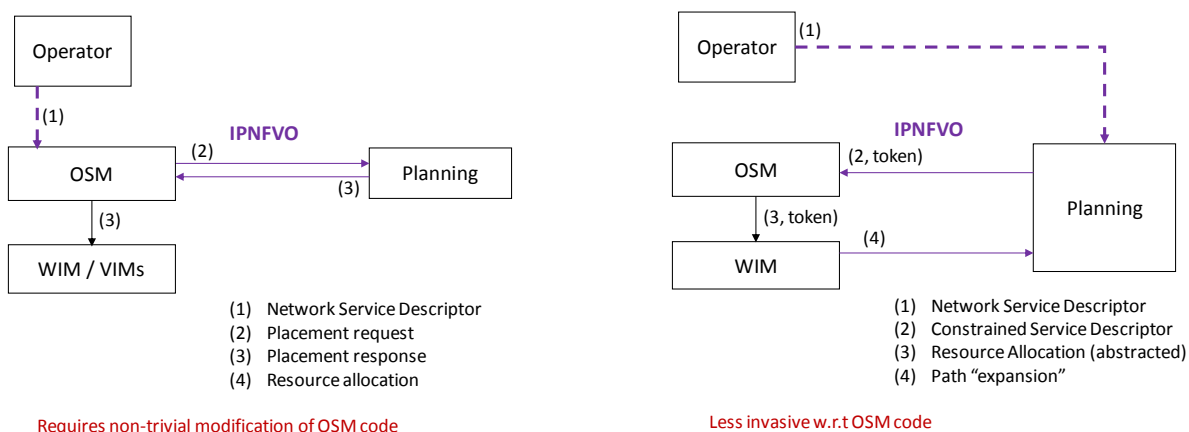 Operator
(1)
IPNFVO
OSM
(2)
(3)
Planning
(3)
WIM / VIMs
(1) Network Service Descriptor
(2) Placement request
(3) Placement response
(4) Resource allocation
Requires non-trivial modification of OSM code
Operator
(1)
IPNFVO
OSM
(2, token)
Planning
(3, token)
WIM
(4)
(1) Network Service Descriptor
(2) Constrained Service Descriptor
(3) Resource Allocation (abstracted)
(4) Path “expansion”
Less invasive w.r.t OSM code